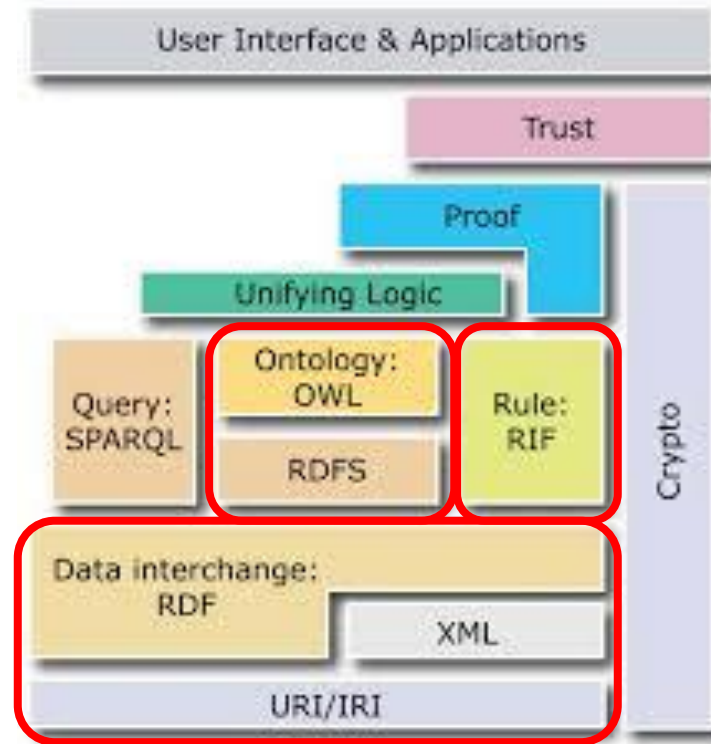 User Interface & Applications
Trust
Proof
Unifying Logic
Query:
SPARQL
Ontology:
OWL
RDFS
Rule:
RIF
Crypto
Data interchange:
RDF
XML
URI/IRI